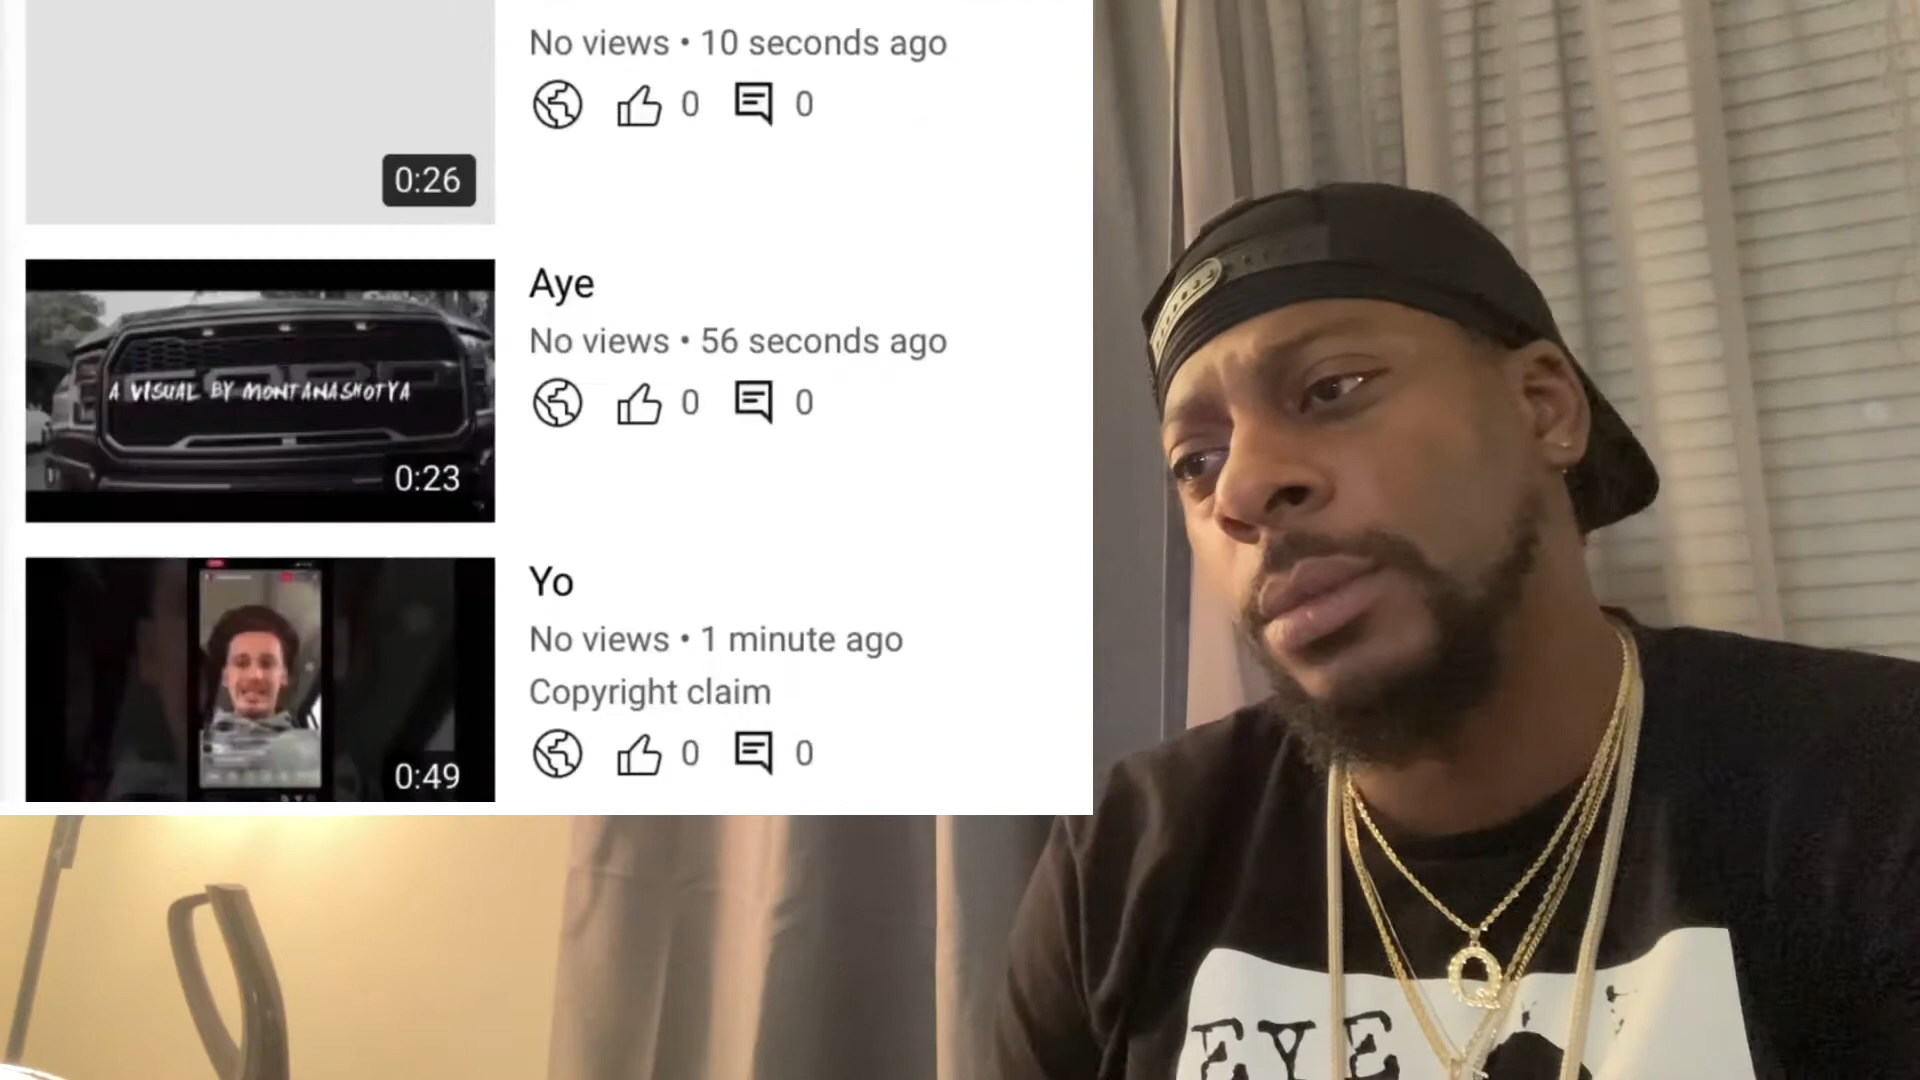 No views • 10 seconds ago
0
0
0:26
Aye
No views • 56 seconds ago
0
0
A VISUAL BY MONTANASHOTYA
0:23
Yo
No views • 1 minute ago
Copyright claim
0
0
0:49
Q
EYE